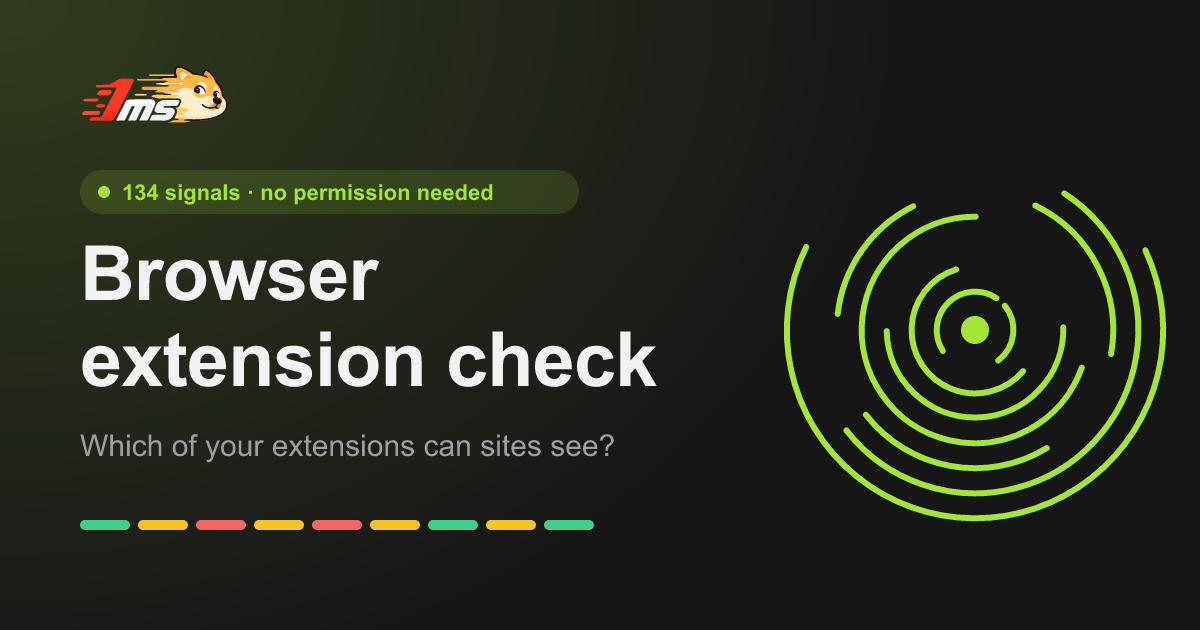 1ms
134 signals · no permission needed
Browser
extension check
Which of your extensions can sites see?